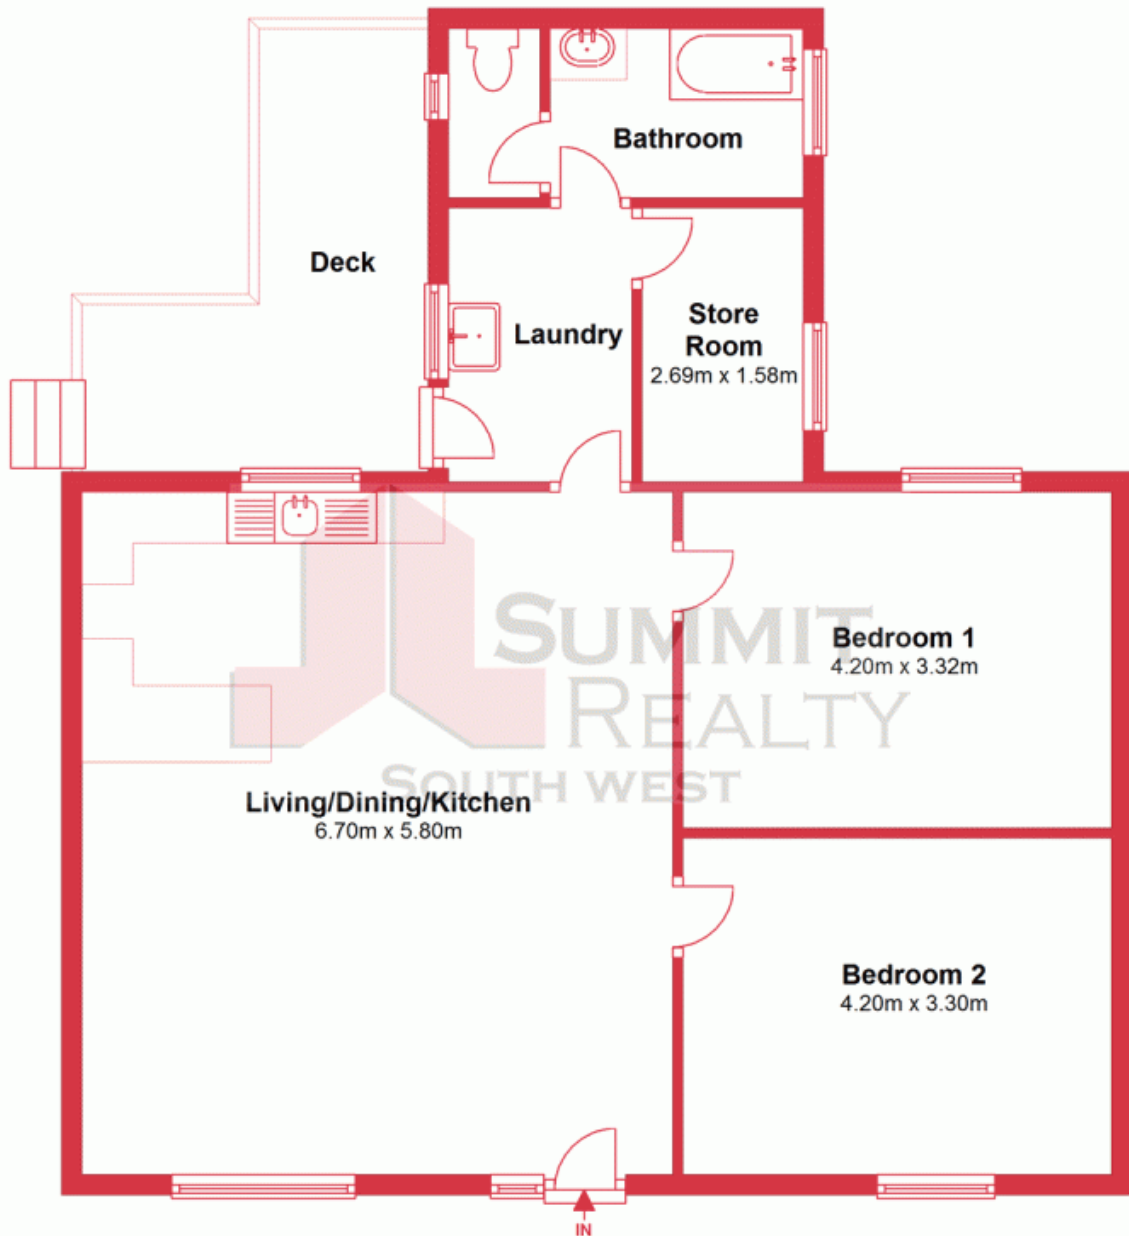 Bathroom
Deck
Laundry
Store
Room
2.69m x 1.58m
SUMMIT
REALTY
SOUTH WEST
Bedroom 1
4.20m x 3.32m
Living/Dining/Kitchen
6.70m x 5.80m
Bedroom 2
4.20m x 3.30m
IN